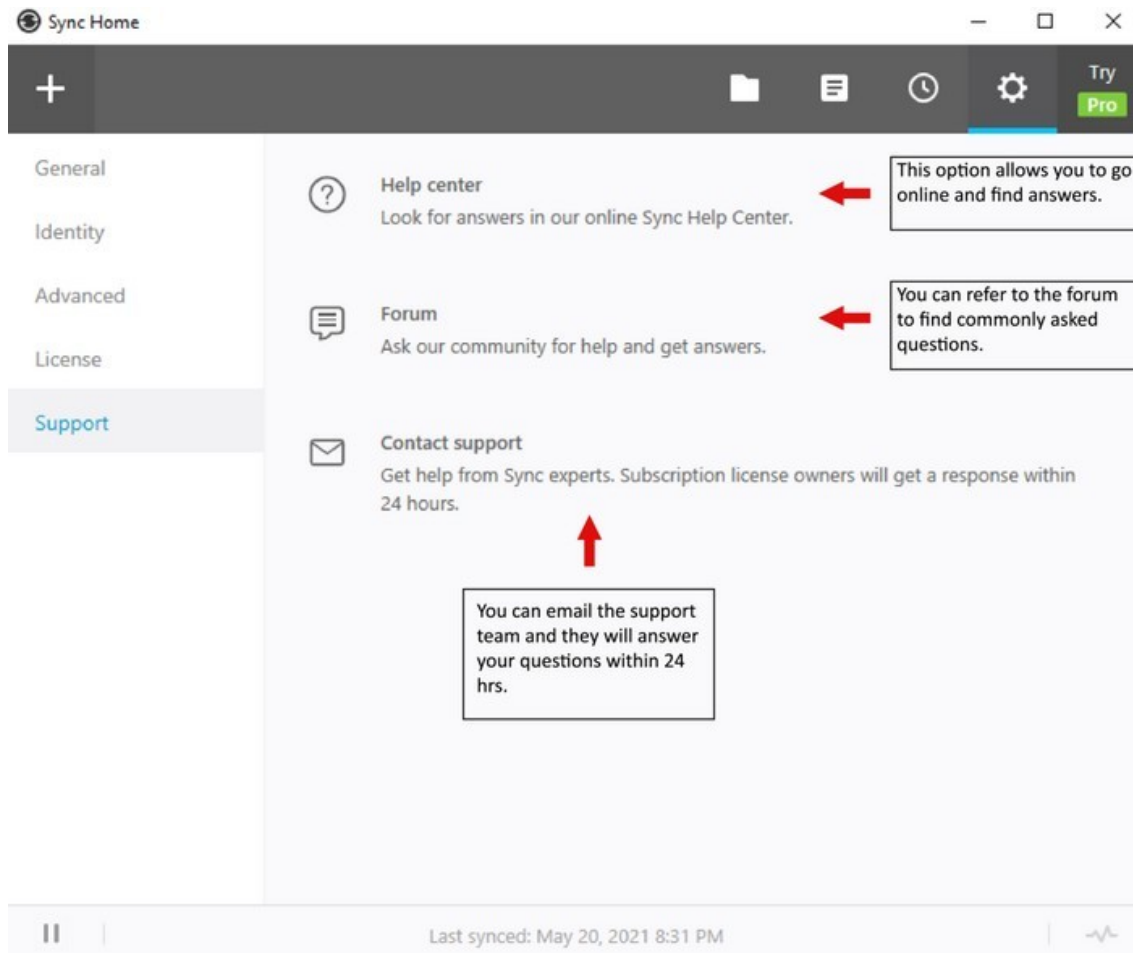 Sync Home
Try
Pro
General
Identity
Advanced
License
Support
Help center
Look for answers in our online Sync Help Center.
This option allows you to go
online and find answers.
Forum
Ask our community for help and get answers.
You can refer to the forum
to find commonly asked
questions.
Contact support
Get help from Sync experts. Subscription license owners will get a response within
24 hours.
You can email the support
team and they will answer
your questions within 24
hrs.
Last synced: May 20, 2021 8:31 PM